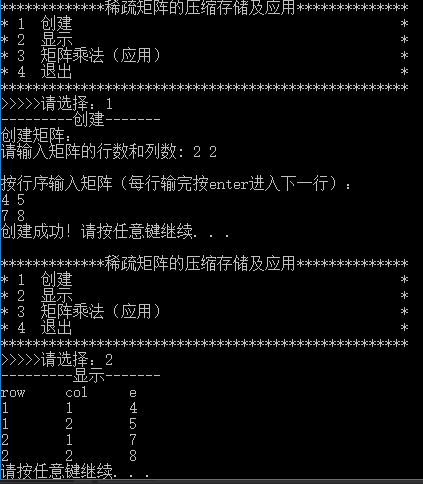 *************稀疏矩阵的压缩存储及应用**************
* 1  创建                                        *
* 2  显示                                        *
* 3  矩阵乘法（应用）                              *
* 4  退出                                        *
***************************************************
>>>>>请选择：1
---------创建-------
创建矩阵：
请输入矩阵的行数和列数: 2 2
按行序输入矩阵（每行输完按enter进入下一行）：
4 5
7 8
创建成功! 请按任意键继续. . .
*************稀疏矩阵的压缩存储及应用**************
* 1  创建                                        *
* 2  显示                                        *
* 3  矩阵乘法（应用）                              *
* 4  退出                                        *
***************************************************
>>>>>请选择：2
---------显示-------
row     col     e
1       1       4
1       2       5
2       1       7
2       2       8
请按任意键继续. . .